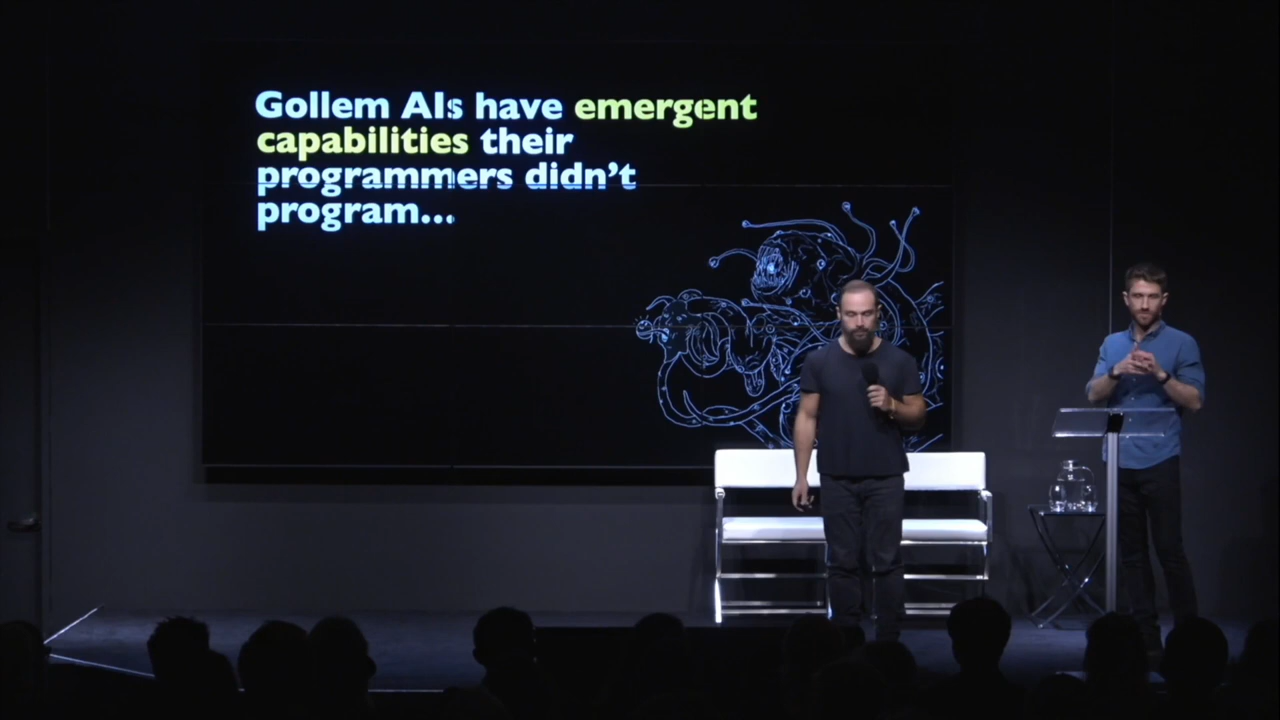 Gollem AIs have emergent
capabilities their
programmers didn't
program...